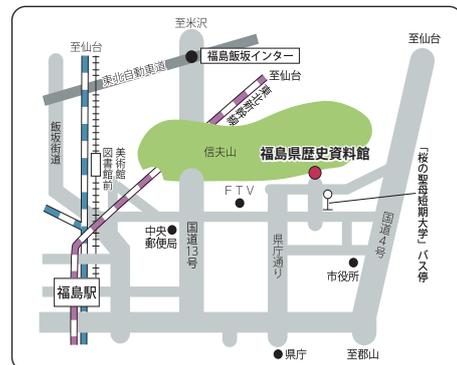 至米沢
至仙台
至仙台
福島飯坂インター
東北自動車道
至仙台
東北新幹線
飯坂街道
美術館
図書館前
信夫山
福島県歴史資料館
FTV
「桜の聖母短期大学」バス停
国道4号
中央
郵便局
国道13号
県庁通り
市役所
福島駅
県庁
至郡山